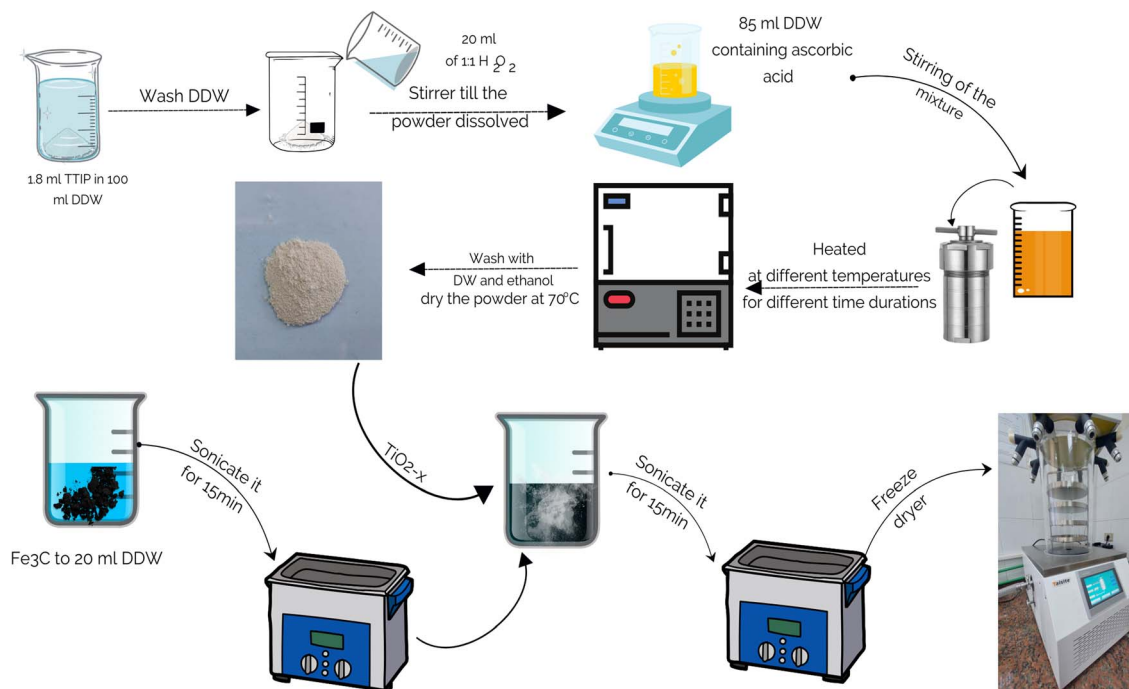 1.8 ml TTIP in 100
ml DDW
Wash DDW
20 ml
of 1:1 H2O2
Stirrer till the
powder dissolved
85 ml DDW
containing ascorbic
acid
Stirring of the
mixture
Heated
at different temperatures
for different time durations
Wash with
DW and ethanol
dry the powder at 70°C
TiO2-x
Fe3C to 20 ml DDW
Sonicate it
for 15min
Sonicate it
for 15min
Freeze
dryer